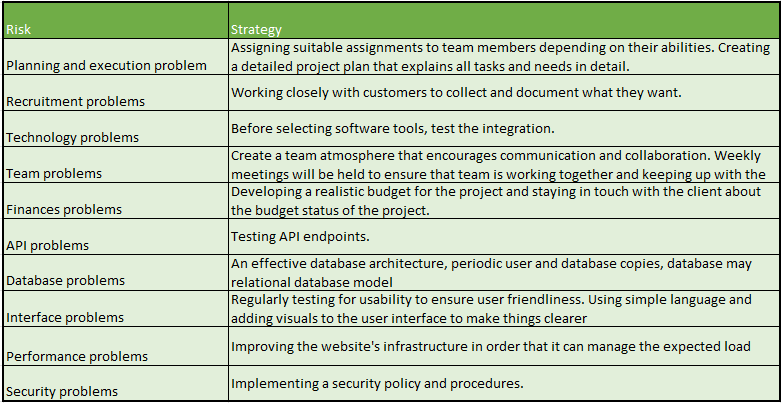 Risk Strategy
Planning and execution problem
Assigning suitable assignments to team members depending on their abilities. Creating
a detailed project plan that explains all tasks and needs in detail.
Recruitment problems
Working closely with customers to collect and document what they want.
Technology problems
Before selecting software tools, test the integration.
Team problems
Create a team atmosphere that encourages communication and collaboration. Weekly
meetings will be held to ensure that team is working together and keeping up with the
Finances problems
Developing a realistic budget for the project and staying in touch with the client about
the budget status of the project.
API problems
Testing API endpoints.
Database problems
An effective database architecture, periodic user and database copies, database may
relational database model
Interface problems
Regularly testing for usability to ensure user friendliness. Using simple language and
adding visuals to the user interface to make things clearer
Performance problems
Improving the website's infrastructure in order that it can manage the expected load
Security problems
Implementing a security policy and procedures.